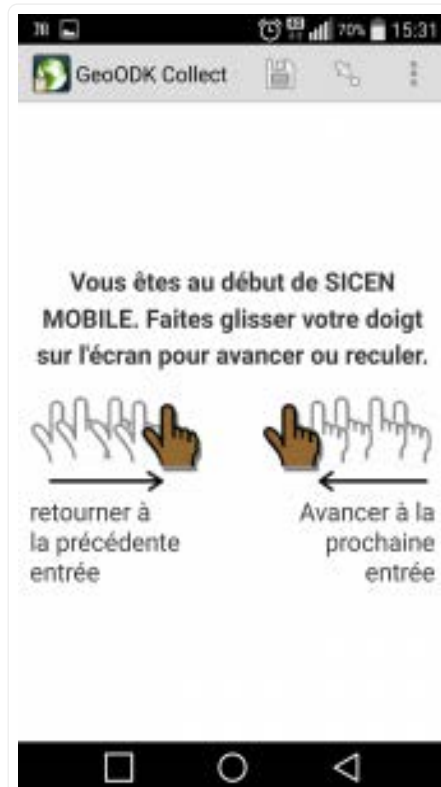 70% 15:31
GeoODK Collect
Vous êtes au début de SICEN
MOBILE. Faites glisser votre doigt
sur l'écran pour avancer ou reculer.
retourner à
la précédente
entrée
Avancer à la
prochaine
entrée